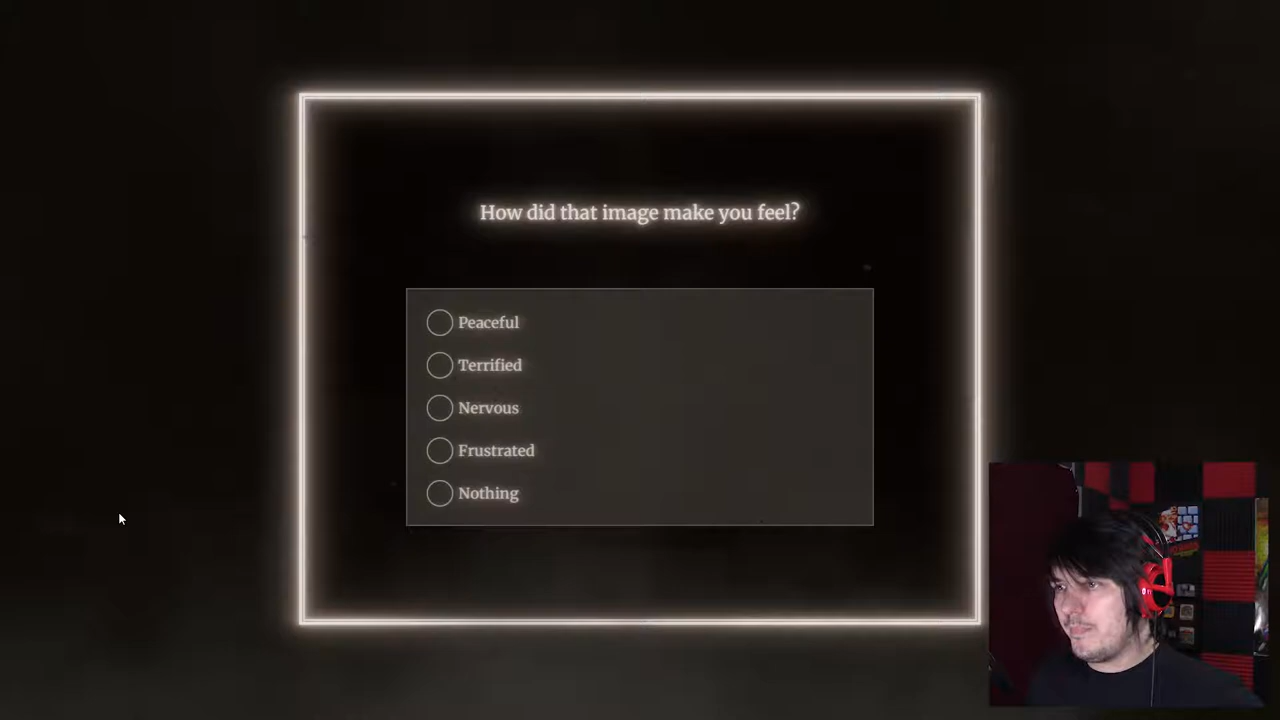 How did that image make you feel?
Peaceful
Terrified
Nervous
Frustrated
Nothing